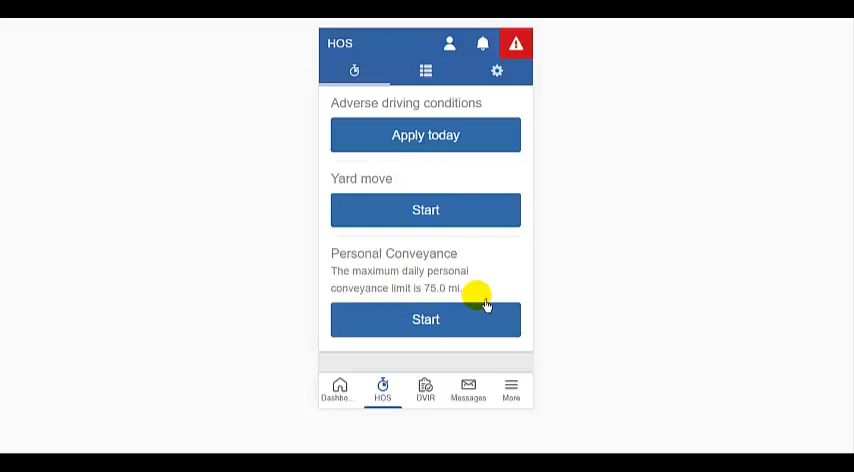 HOS
Adverse driving conditions
Apply today
Yard move
Start
Personal Conveyance
The maximum daily personal
conveyance limit is 75.0 mi.
Start
Dashbo...
HOS
DVIR
Messages
More